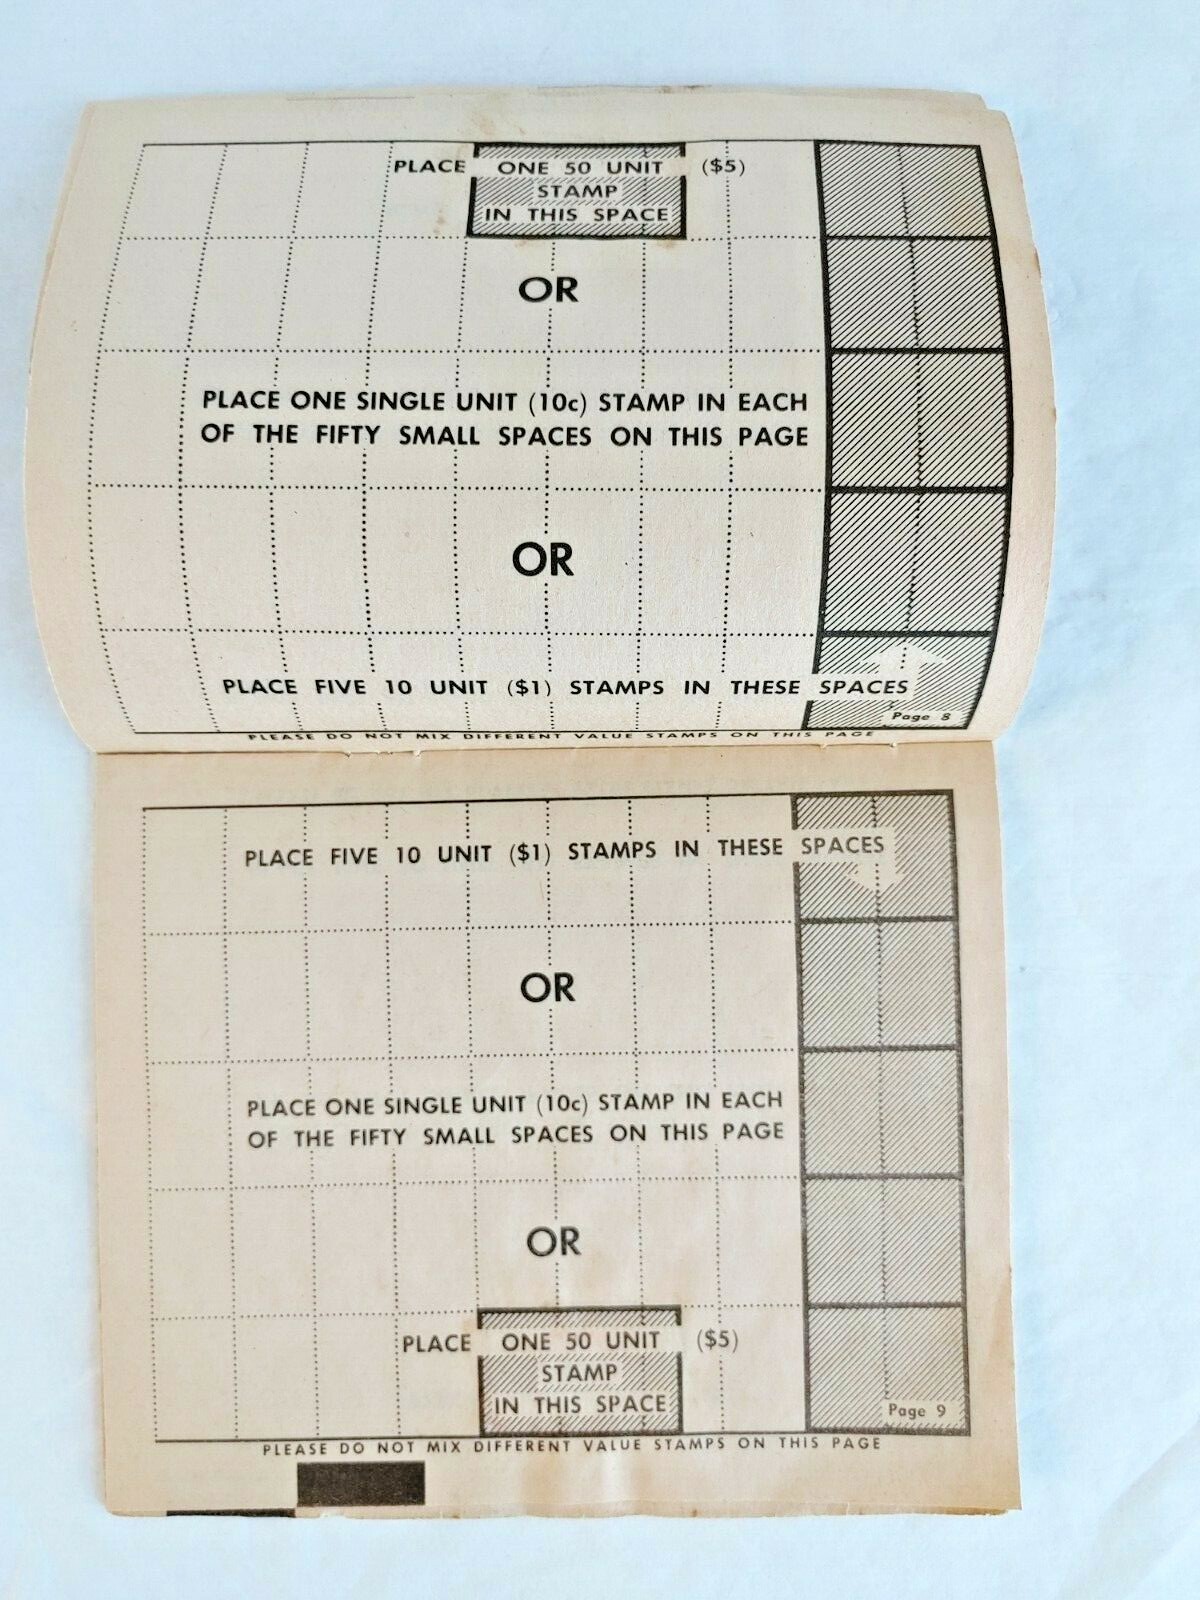 PLACE ONE 50 UNIT ($5)
STAMP
IN THIS SPACE
OR
PLACE ONE SINGLE UNIT (10c) STAMP IN EACH
OF THE FIFTY SMALL SPACES ON THIS PAGE
OR
PLACE FIVE 10 UNIT ($1) STAMPS IN THESE SPACES
Page 8
PLEASE DO NOT MIX DIFFERENT VALUE STAMPS ON THIS PAGE
PLACE FIVE 10 UNIT ($1) STAMPS IN THESE SPACES
OR
PLACE ONE SINGLE UNIT (10c) STAMP IN EACH
OF THE FIFTY SMALL SPACES ON THIS PAGE
OR
PLACE ONE 50 UNIT ($5)
STAMP
IN THIS SPACE
Page 9
PLEASE DO NOT MIX DIFFERENT VALUE STAMPS ON THIS PAGE